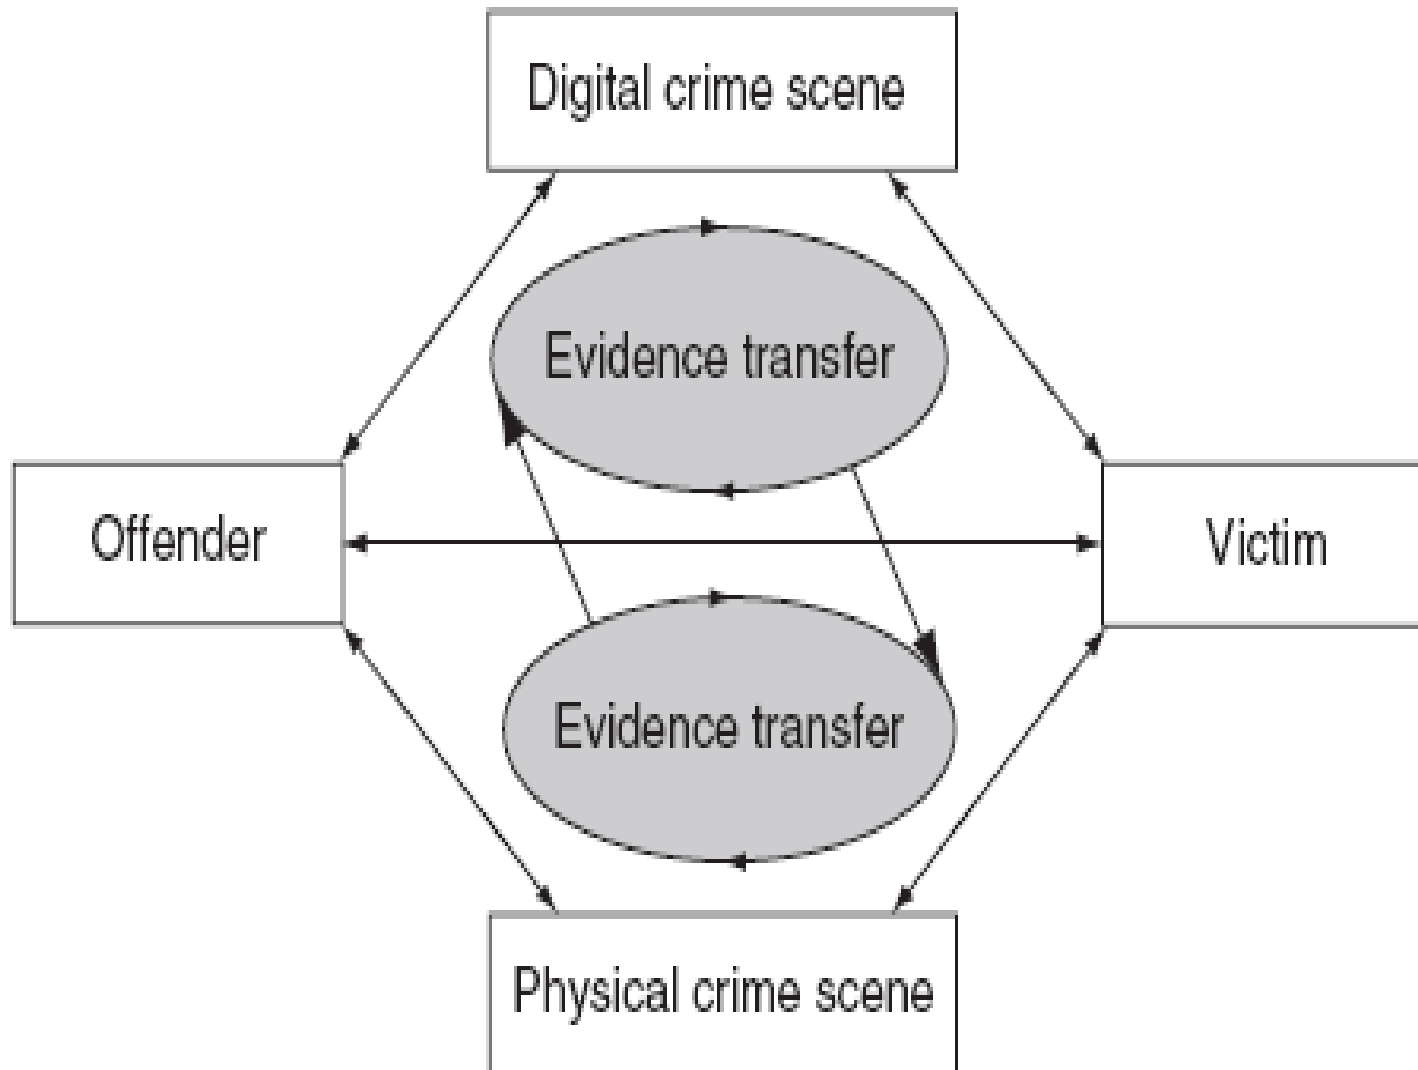 Digital crime scene
Evidence transfer
Offender
Victim
Evidence transfer
Physical crime scene